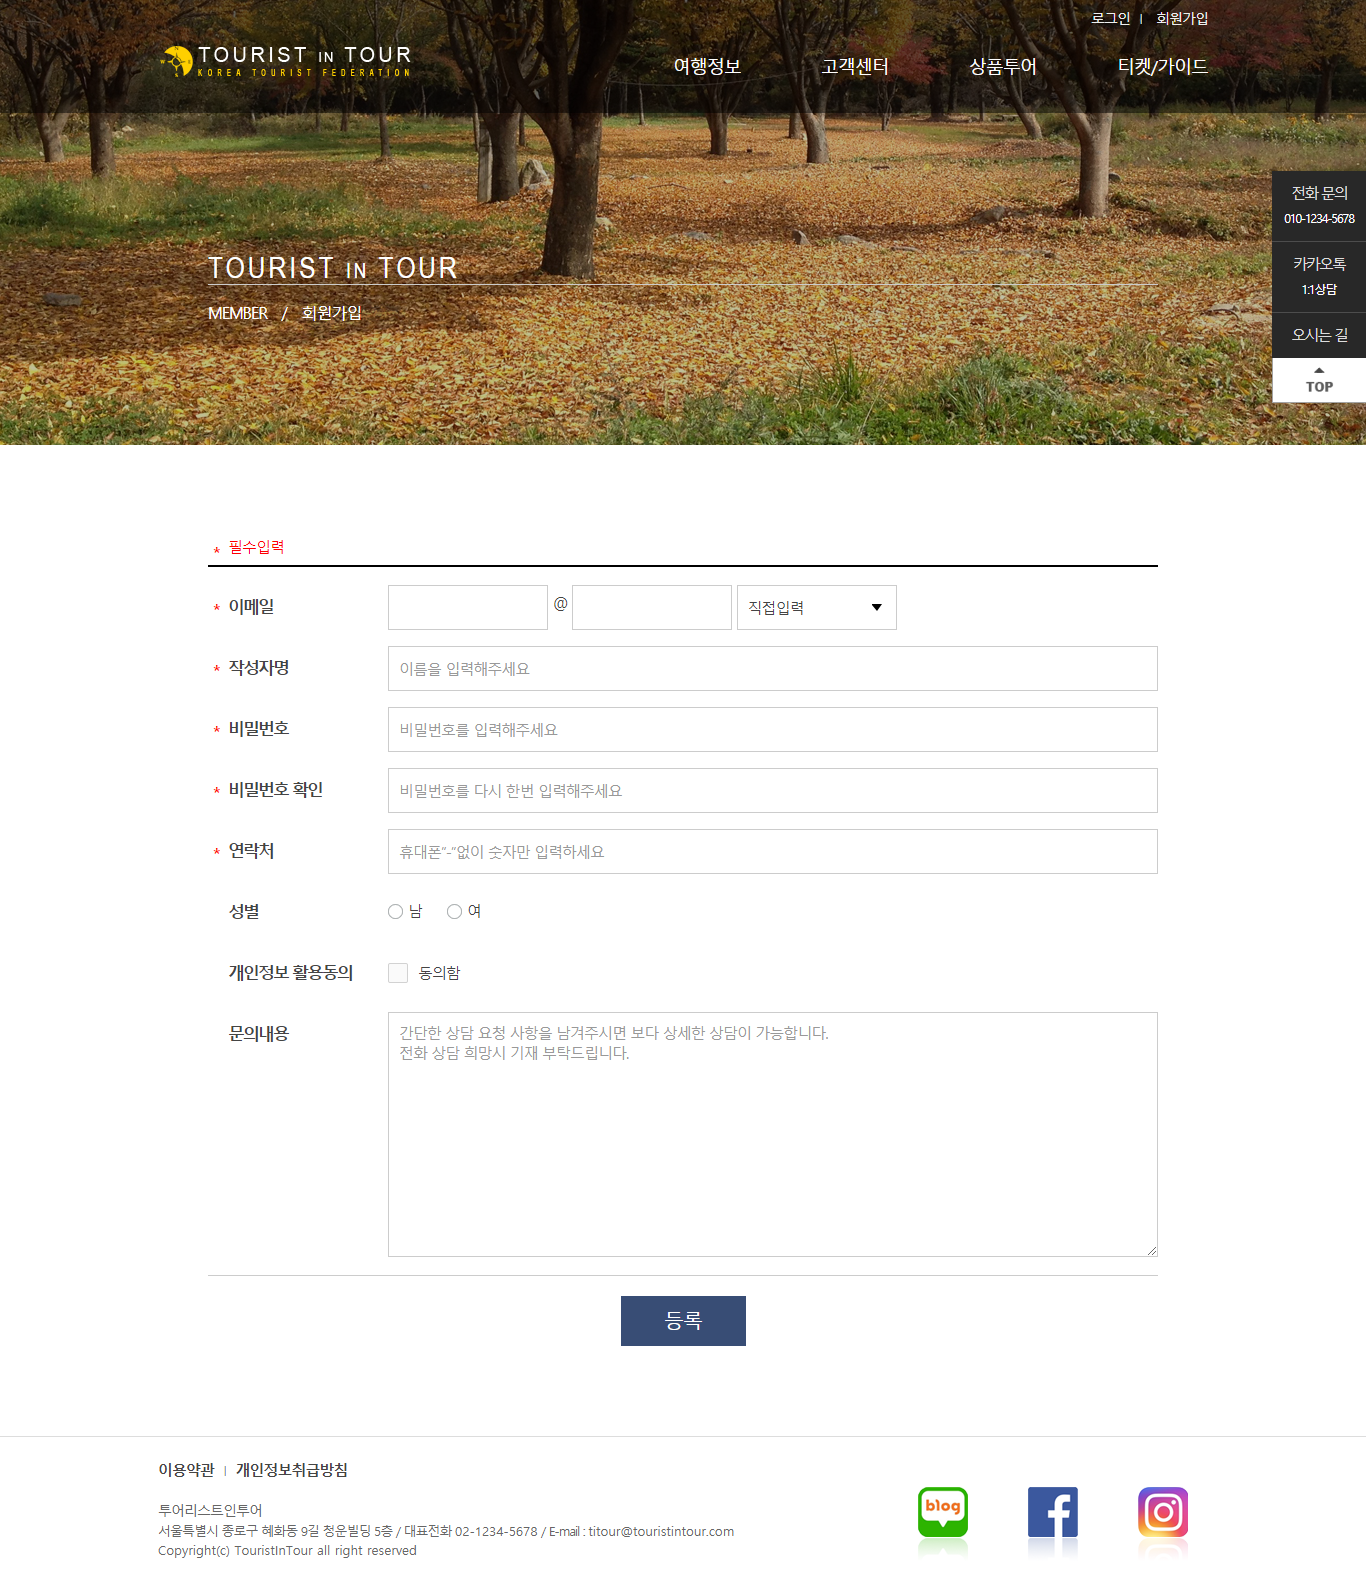 로그인 | 회원가입
TOURIST IN TOUR
KOREA TOURIST FEDERATION
여행정보 고객센터 상품투어 티켓/가이드
전화 문의
010-1234-5678
카카오톡
1:1상담
오시는 길
TOP
TOURIST IN TOUR
MEMBER / 회원가입
* 필수입력
* 이메일 @ 직접입력
* 작성자명 이름을 입력해주세요
* 비밀번호 비밀번호를 입력해주세요
* 비밀번호 확인 비밀번호를 다시 한번 입력해주세요
* 연락처 휴대폰"-"없이 숫자만 입력하세요
성별 남 여
개인정보 활용동의 동의함
문의내용 간단한 상담 요청 사항을 남겨주시면 보다 상세한 상담이 가능합니다.
전화 상담 희망시 기재 부탁드립니다.
등록
이용약관 | 개인정보취급방침
투어리스트인투어
서울특별시 종로구 혜화동 9길 청운빌딩 5층 / 대표전화 02-1234-5678 / E-mail : titour@touristintour.com
Copyright(c) TouristInTour all right reserved
blog